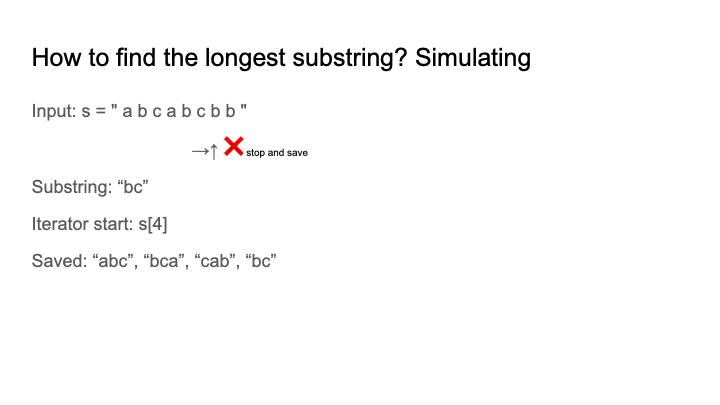 How to find the longest substring? Simulating
Input: s = " a b c a b c b b "
→↑ ❌ stop and save
Substring: “bc”
Iterator start: s[4]
Saved: “abc”, “bca”, “cab”, “bc”